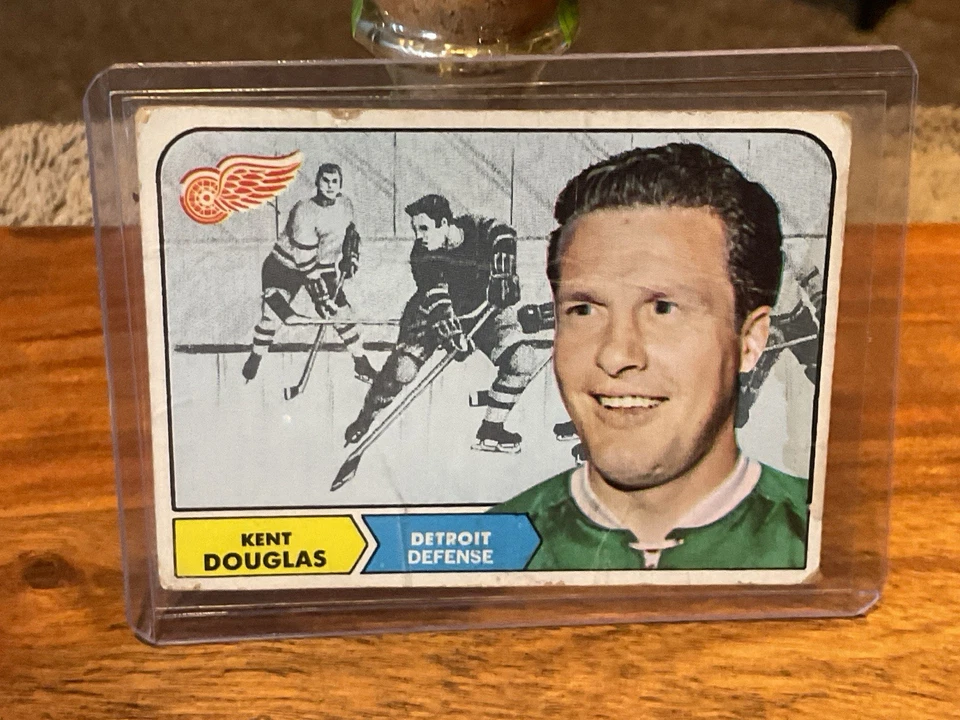 KENT
DOUGLAS
DETROIT
DEFENSE